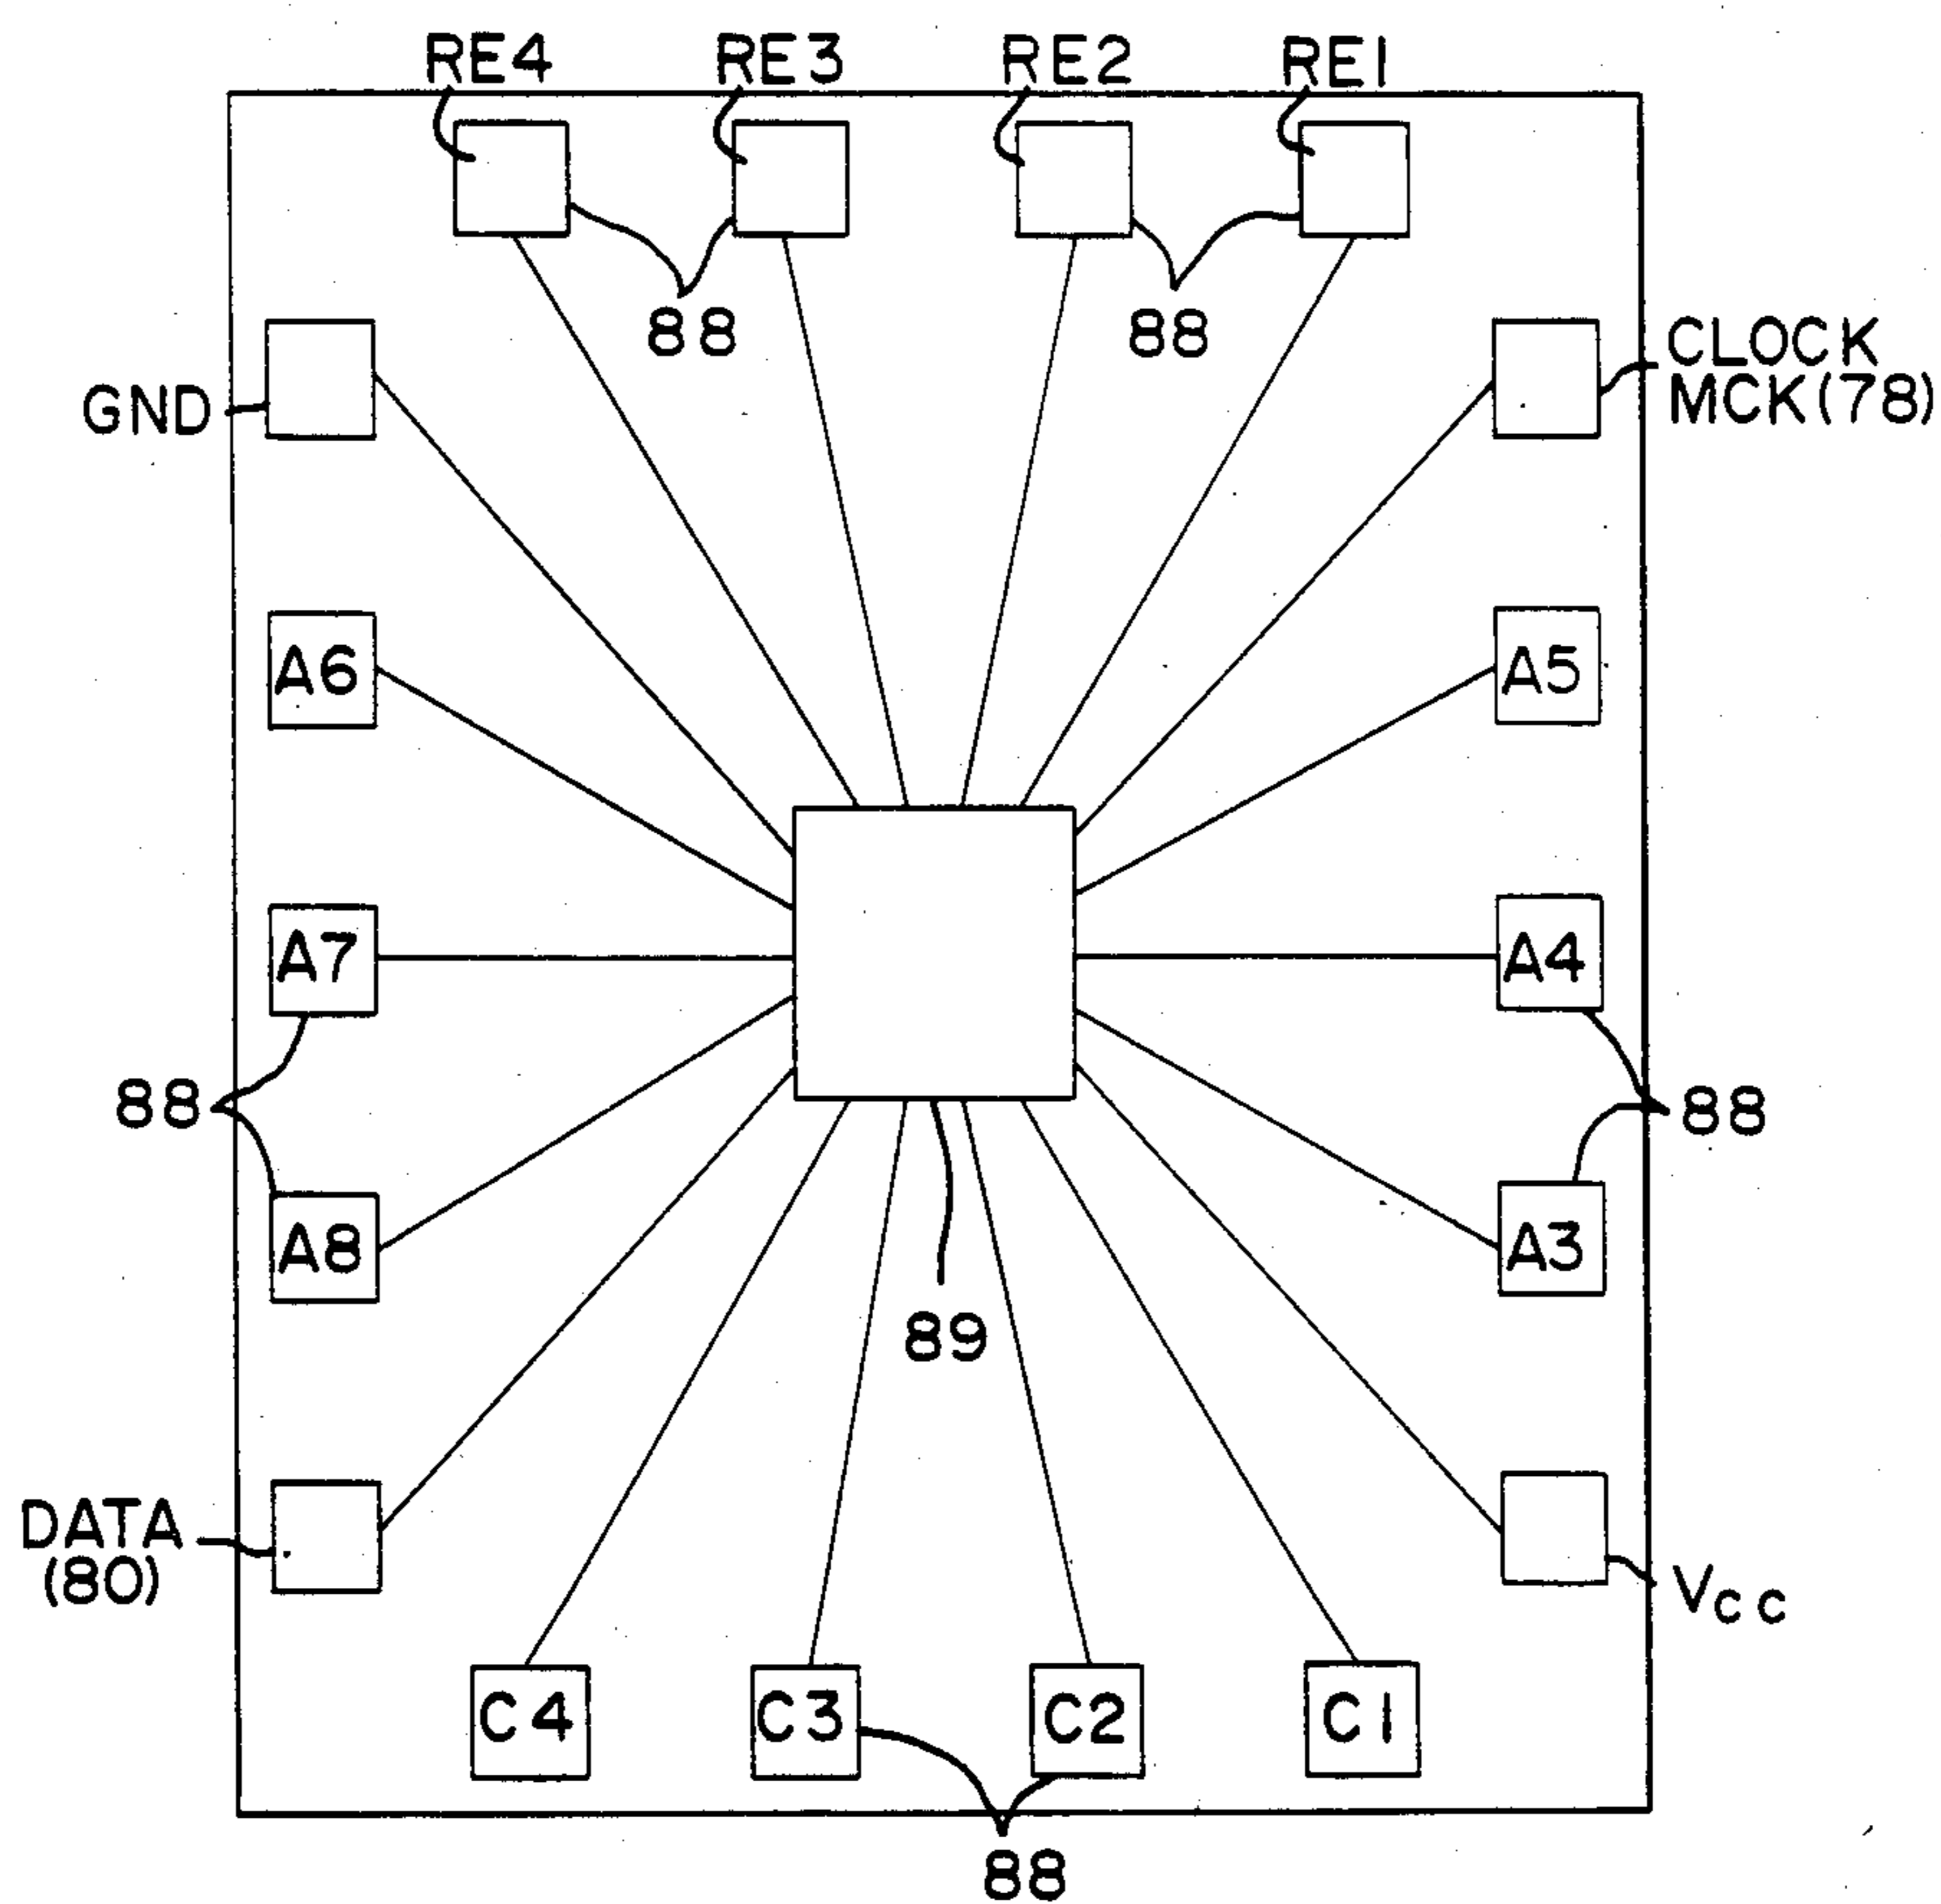 RE4 RE3 RE2 RE1
88 88
GND
CLOCK
MCK(78)
A6 A5
A7 A4
88 88
A8 A3
89
DATA
(80)
Vcc
C4 C3 C2 C1
88